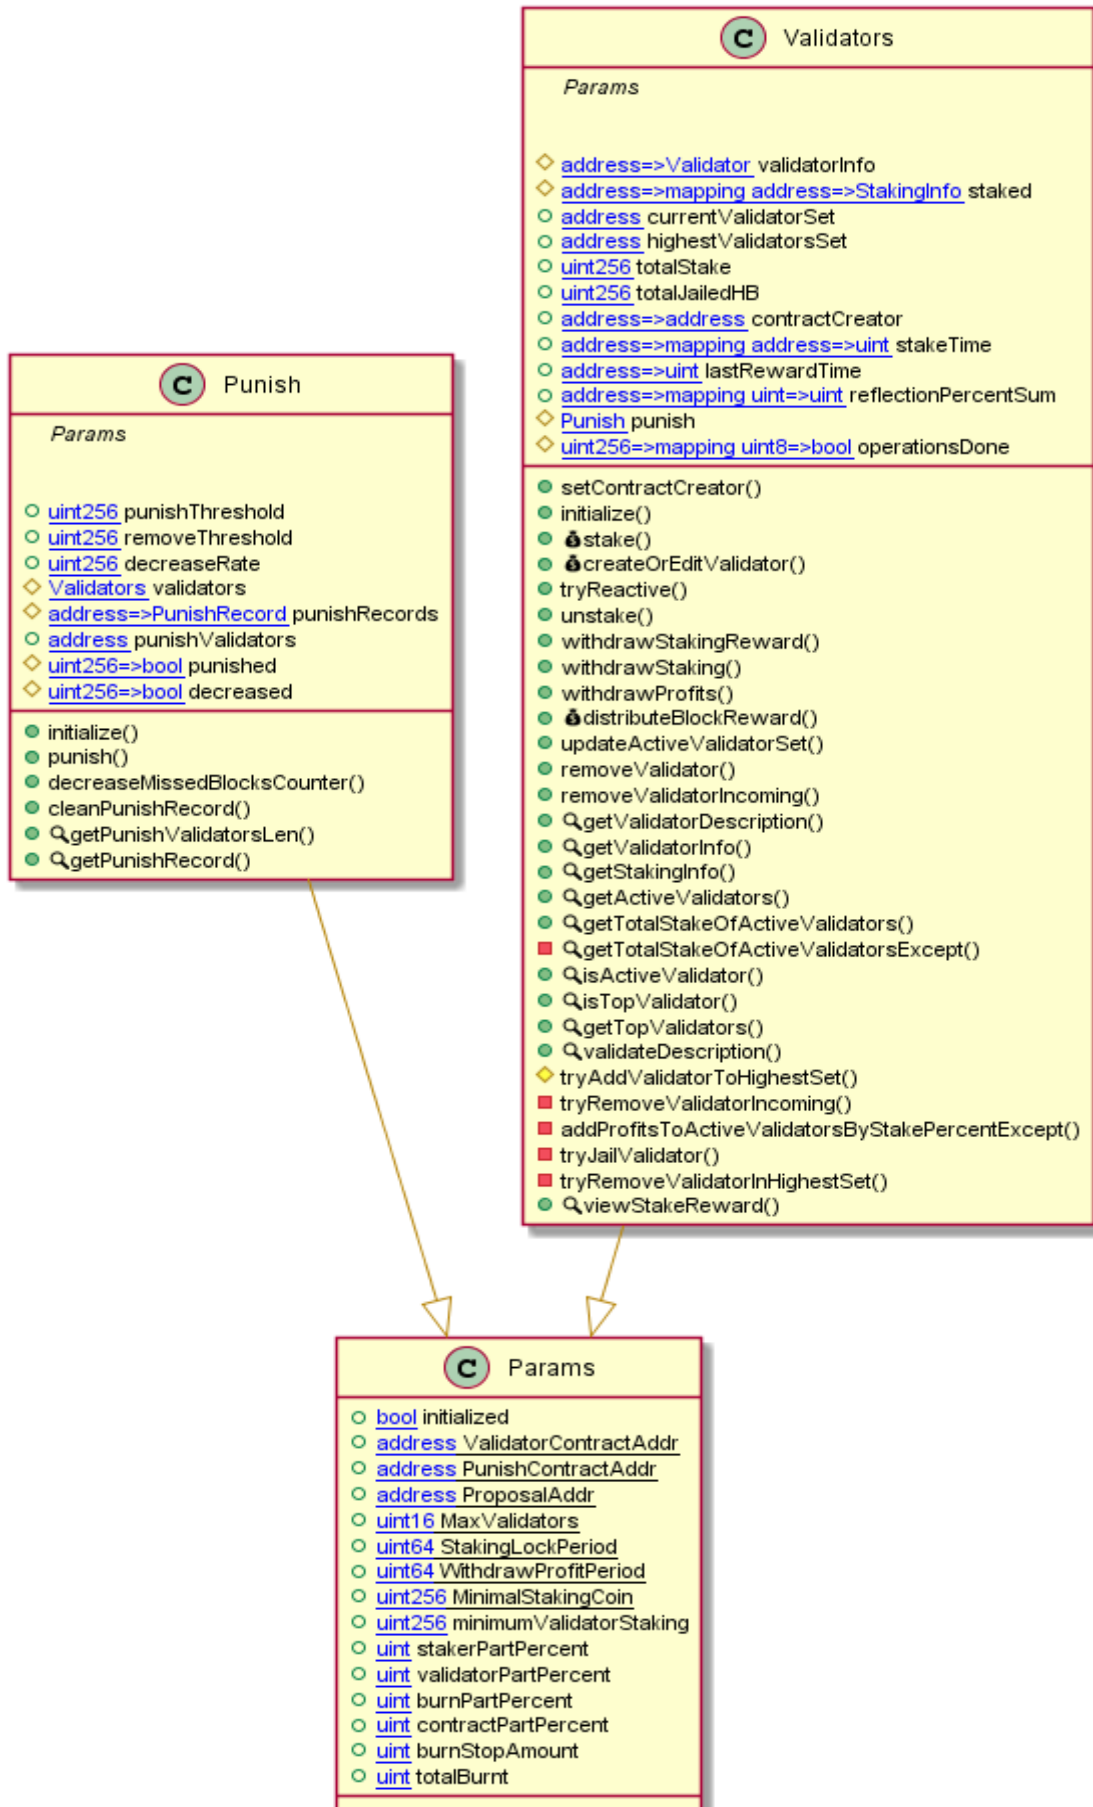 C Validators
Params
address=>Validator validatorInfo
address=>mapping address=>StakingInfo staked
address currentValidatorSet
address highestValidatorsSet
uint256 totalStake
uint256 totalJailedHB
address=>address contractCreator
address=>mapping address=>uint stakeTime
address=>uint lastRewardTime
address=>mapping uint=>uint reflectionPercentSum
Punish punish
uint256=>mapping uint8=>bool operationsDone
setContractCreator()
initialize()
stake()
createOrEditValidator()
tryReactive()
unstake()
withdrawStakingReward()
withdrawStaking()
withdrawProfits()
distributeBlockReward()
updateActiveValidatorSet()
removeValidator()
removeValidatorIncoming()
getValidatorDescription()
getValidatorInfo()
getStakingInfo()
getActiveValidators()
getTotalStakeOfActiveValidators()
getTotalStakeOfActiveValidatorsExcept()
isActiveValidator()
isTopValidator()
getTopValidators()
validateDescription()
tryAddValidatorToHighestSet()
tryRemoveValidatorIncoming()
addProfitsToActiveValidatorsByStakePercentExcept()
tryJailValidator()
tryRemoveValidatorInHighestSet()
viewStakeReward()
C Punish
Params
uint256 punishThreshold
uint256 removeThreshold
uint256 decreaseRate
Validators validators
address=>PunishRecord punishRecords
address punishValidators
uint256=>bool punished
uint256=>bool decreased
initialize()
punish()
decreaseMissedBlocksCounter()
cleanPunishRecord()
getPunishValidatorsLen()
getPunishRecord()
C Params
bool initialized
address ValidatorContractAddr
address PunishContractAddr
address ProposalAddr
uint16 MaxValidators
uint64 StakingLockPeriod
uint64 WithdrawProfitPeriod
uint256 MinimalStakingCoin
uint256 minimumValidatorStaking
uint stakerPartPercent
uint validatorPartPercent
uint burnPartPercent
uint contractPartPercent
uint burnStopAmount
uint totalBurnt